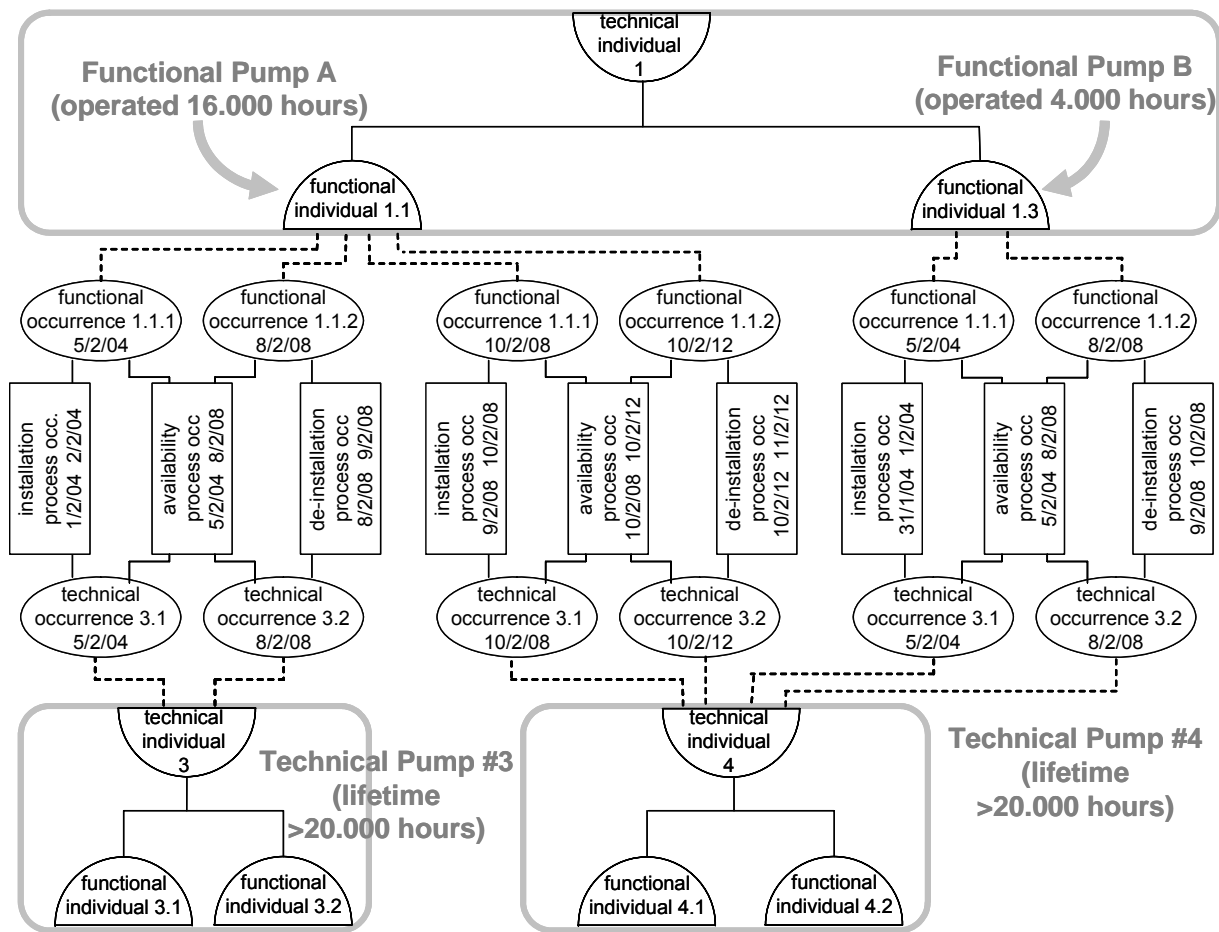 technical
individual
1
Functional Pump A
(operated 16.000 hours)
Functional Pump B
(operated 4.000 hours)
functional
individual 1.1
functional
individual 1.3
functional
occurrence 1.1.1
5/2/04
functional
occurrence 1.1.2
8/2/08
functional
occurrence 1.1.1
10/2/08
functional
occurrence 1.1.2
10/2/12
functional
occurrence 1.1.1
5/2/04
functional
occurrence 1.1.2
8/2/08
installation
process occ.
1/2/04 2/2/04
availability
process occ
5/2/04 8/2/08
de-installation
process occ
8/2/08 9/2/08
installation
process occ
9/2/08 10/2/08
availability
process occ
10/2/08 10/2/12
de-installation
process occ
10/2/12 11/2/12
installation
process occ
31/1/04 1/2/04
availability
process occ
5/2/04 8/2/08
de-installation
process occ
9/2/08 10/2/08
technical
occurrence 3.1
5/2/04
technical
occurrence 3.2
8/2/08
technical
occurrence 3.1
10/2/08
technical
occurrence 3.2
10/2/12
technical
occurrence 3.1
5/2/04
technical
occurrence 3.2
8/2/08
technical
individual
3
Technical Pump #3
(lifetime
>20.000 hours)
technical
individual
4
Technical Pump #4
(lifetime
>20.000 hours)
functional
individual 3.1
functional
individual 3.2
functional
individual 4.1
functional
individual 4.2